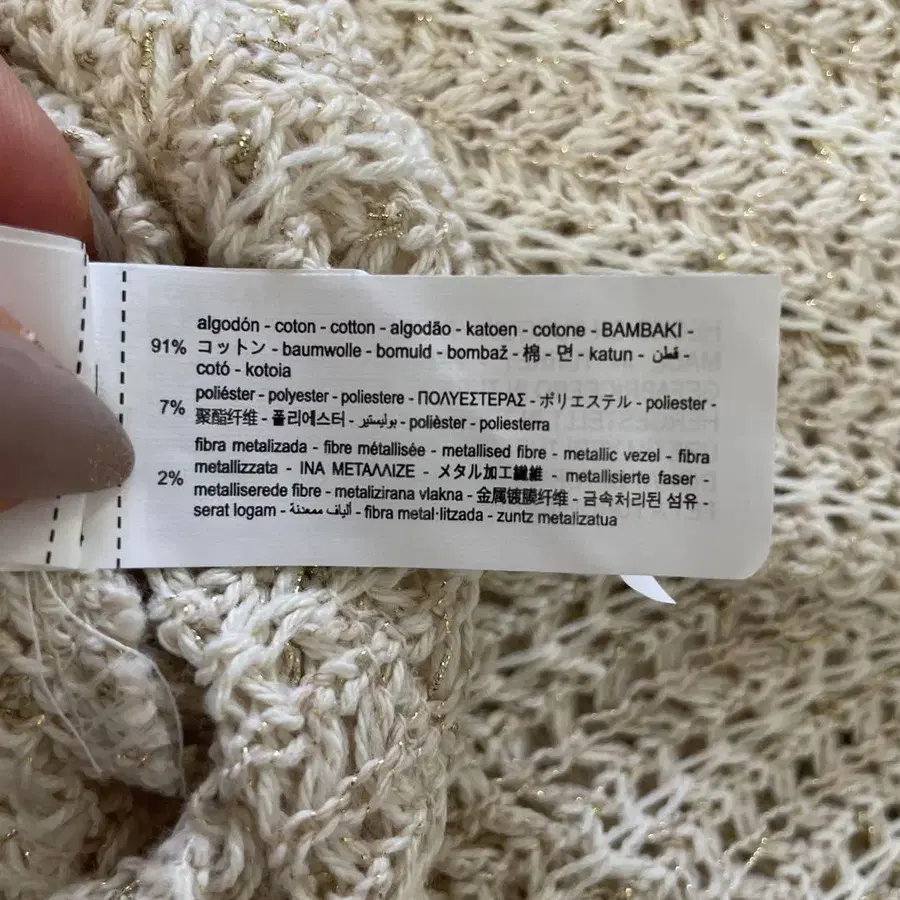 algodón - coton - cotton - algodão - katoen - cotone - BAMBAKI -
91% コットン - baumwolle - bomuld - bombaž - 棉 - 면 - katun - قطن -
cotó - kotoia
poliéster - polyester - poliestere - ΠΟΛΥΕΣΤΕΡΑΣ - ポリエステル - poliester -
7% 聚酯纤维 - 폴리에스터 - بوليستير - polièster - poliesterra
fibra metalizada - fibre métallisée - metallised fibre - metallic vezel - fibra
2% metallizzata - ΙΝΑ ΜΕΤΑΛΛΙΖΕ - メタル加工繊維 - metallisierte faser -
metalliserede fibre - metalizirana vlakna - 金属镀膜纤维 - 금속처리된 섬유 -
serat logam - ألياف ممعدنة - fibra metal·litzada - zuntz metalizatua